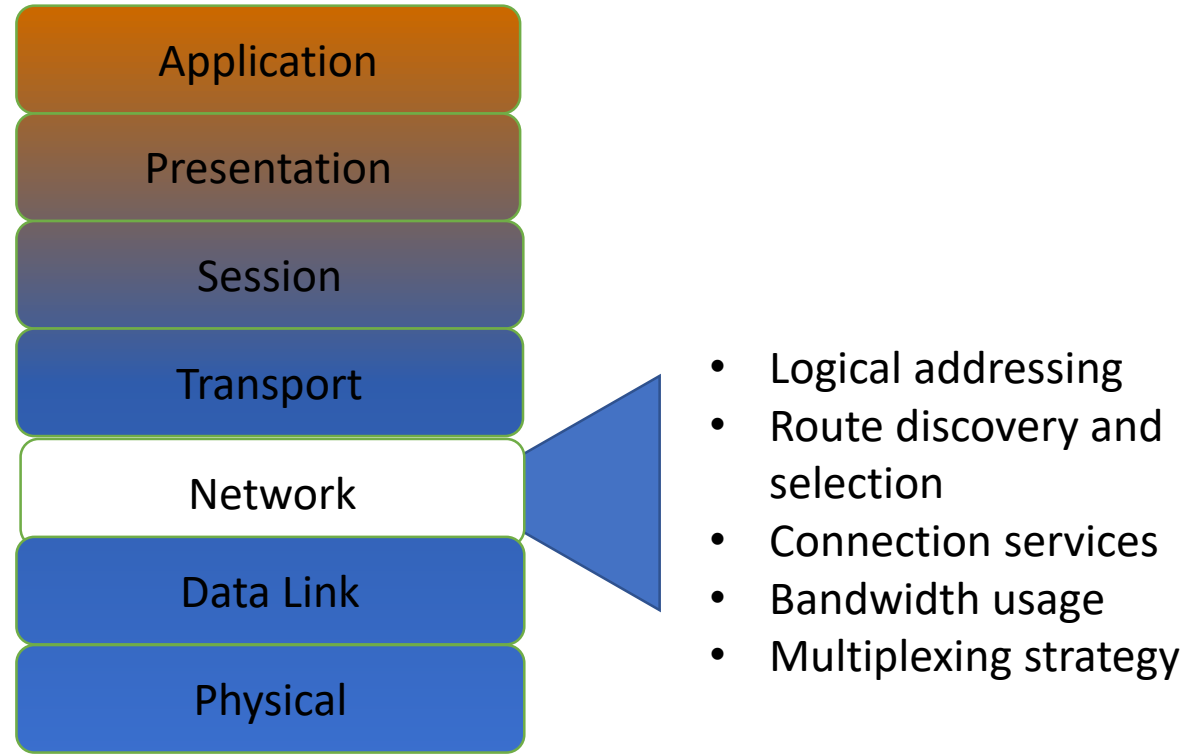 Application
Presentation
Session
Transport
Network
Data Link
Physical
• Logical addressing
• Route discovery and
selection
• Connection services
• Bandwidth usage
• Multiplexing strategy